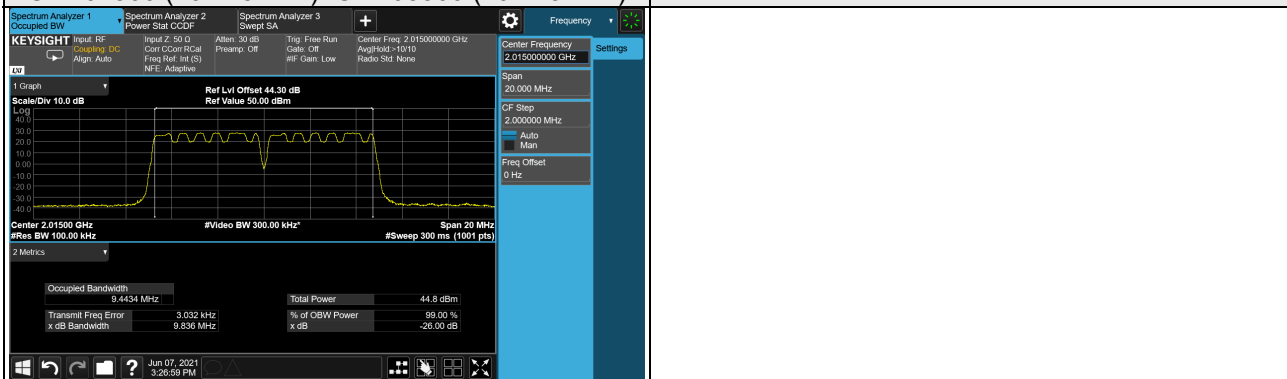 Spectrum Analyzer 1
Occupied BW
Spectrum Analyzer 2
Power Stat CCDF
Spectrum Analyzer 3
Swept SA
Frequency
KEYSIGHT
Input: RF
Coupling: DC
Align: Auto
Input Z: 50 Ω
Corr CCorr RCal
Freq Ref: Int (S)
NFE: Adaptive
Atten: 30 dB
Preamp: Off
Trig: Free Run
Gate: Off
#IF Gain: Low
Center Freq: 2.015000000 GHz
Avg|Hold:>10/10
Radio Std: None
LXI
1 Graph
Scale/Div 10.0 dB
Ref Lvl Offset 44.30 dB
Ref Value 50.00 dBm
Log
40.0
30.0
20.0
10.0
0.00
-10.0
-20.0
-30.0
-40.0
Center 2.01500 GHz
#Res BW 100.00 kHz
#Video BW 300.00 kHz*
Span 20 MHz
#Sweep 300 ms (1001 pts)
2 Metrics
Occupied Bandwidth
9.4434 MHz
Total Power 44.8 dBm
Transmit Freq Error 3.032 kHz
% of OBW Power 99.00 %
x dB Bandwidth 9.836 MHz
x dB -26.00 dB
Jun 07, 2021
3:26:59 PM
Center Frequency
2.015000000 GHz
Settings
Span
20.000 MHz
CF Step
2.000000 MHz
Auto
Man
Freq Offset
0 Hz